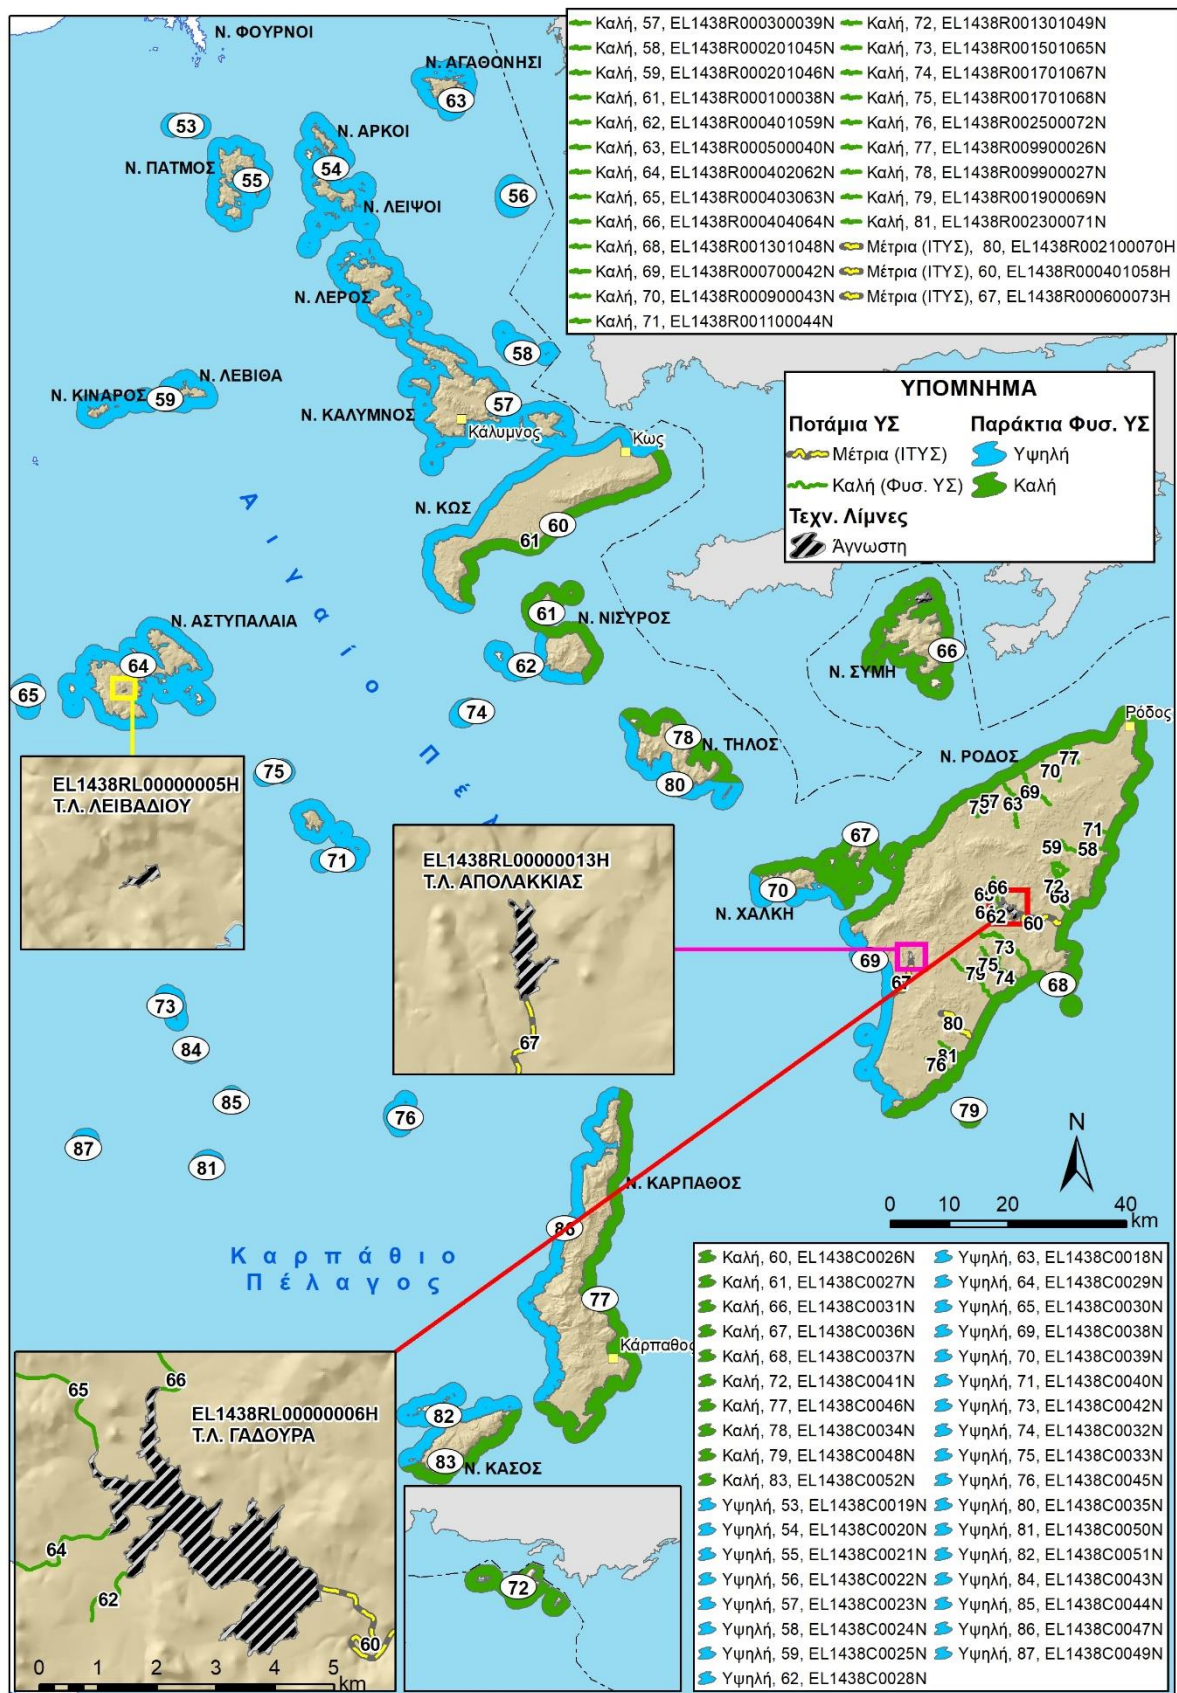 Καλή, 57, EL1438R000300039N
Καλή, 58, EL1438R000201045N
Καλή, 59, EL1438R000201046N
Καλή, 61, EL1438R000100038N
Καλή, 62, EL1438R000401059N
Καλή, 63, EL1438R000500040N
Καλή, 64, EL1438R000402062N
Καλή, 65, EL1438R000403063N
Καλή, 66, EL1438R000404064N
Καλή, 68, EL1438R001301048N
Καλή, 69, EL1438R000700042N
Καλή, 70, EL1438R000900043N
Καλή, 71, EL1438R001100044N
Καλή, 72, EL1438R001301049N
Καλή, 73, EL1438R001501065N
Καλή, 74, EL1438R001701067N
Καλή, 75, EL1438R001701068N
Καλή, 76, EL1438R002500072N
Καλή, 77, EL1438R009900026N
Καλή, 78, EL1438R009900027N
Καλή, 79, EL1438R001900069N
Καλή, 81, EL1438R002300071N
Μέτρια (ΙΤΥΣ), 80, EL1438R002100070H
Μέτρια (ΙΤΥΣ), 60, EL1438R000401058H
Μέτρια (ΙΤΥΣ), 67, EL1438R000600073H
ΥΠΟΜΝΗΜΑ
Ποτάμια ΥΣ
Μέτρια (ΙΤΥΣ)
Καλή (Φυσ. ΥΣ)
Τεχν. Λίμνες
Άγνωστη
Παράκτια Φυσ. ΥΣ
Υψηλή
Καλή
Ν. ΦΟΥΡΝΟΙ
Ν. ΑΓΑΘΟΝΗΣΙ
63
53
Ν. ΑΡΚΟΙ
54
Ν. ΠΑΤΜΟΣ
55
56
Ν. ΛΕΙΨΟΙ
Ν. ΛΕΡΟΣ
58
Ν. ΛΕΒΙΘΑ
Ν. ΚΙΝΑΡΟΣ
59
57
Ν. ΚΑΛΥΜΝΟΣ
Κάλυμνος
Κως
Ν. ΚΩΣ
60
61
Αιγαίο Πέλ
61
Ν. ΝΙΣΥΡΟΣ
62
Ν. ΑΣΤΥΠΑΛΑΙΑ
64
65
66
Ν. ΣΥΜΗ
74
78
Ν. ΤΗΛΟΣ
80
75
71
EL1438RL00000005H
Τ.Λ. ΛΕΙΒΑΔΙΟΥ
EL1438RL00000013H
Τ.Λ. ΑΠΟΛΑΚΚΙΑΣ
67
Ρόδος
Ν. ΡΟΔΟΣ
77
70
69
57
63
71
59
58
67
70
Ν. ΧΑΛΚΗ
66
72
68
62
60
69
67
73
75
79
74
68
80
81
76
79
73
84
85
87
81
76
N
0 10 20 40
km
Ν. ΚΑΡΠΑΘΟΣ
86
77
Κάρπαθος
Καρπάθιο
Πέλαγος
82
83
Ν. ΚΑΣΟΣ
72
66
65
EL1438RL00000006H
Τ.Λ. ΓΑΔΟΥΡΑ
64
62
60
0 1 2 3 4 5
km
Καλή, 60, EL1438C0026N
Καλή, 61, EL1438C0027N
Καλή, 66, EL1438C0031N
Καλή, 67, EL1438C0036N
Καλή, 68, EL1438C0037N
Καλή, 72, EL1438C0041N
Καλή, 77, EL1438C0046N
Καλή, 78, EL1438C0034N
Καλή, 79, EL1438C0048N
Καλή, 83, EL1438C0052N
Υψηλή, 53, EL1438C0019N
Υψηλή, 54, EL1438C0020N
Υψηλή, 55, EL1438C0021N
Υψηλή, 56, EL1438C0022N
Υψηλή, 57, EL1438C0023N
Υψηλή, 58, EL1438C0024N
Υψηλή, 59, EL1438C0025N
Υψηλή, 62, EL1438C0028N
Υψηλή, 63, EL1438C0018N
Υψηλή, 64, EL1438C0029N
Υψηλή, 65, EL1438C0030N
Υψηλή, 69, EL1438C0038N
Υψηλή, 70, EL1438C0039N
Υψηλή, 71, EL1438C0040N
Υψηλή, 73, EL1438C0042N
Υψηλή, 74, EL1438C0032N
Υψηλή, 75, EL1438C0033N
Υψηλή, 76, EL1438C0045N
Υψηλή, 80, EL1438C0035N
Υψηλή, 81, EL1438C0050N
Υψηλή, 82, EL1438C0051N
Υψηλή, 84, EL1438C0043N
Υψηλή, 85, EL1438C0044N
Υψηλή, 86, EL1438C0047N
Υψηλή, 87, EL1438C0049N